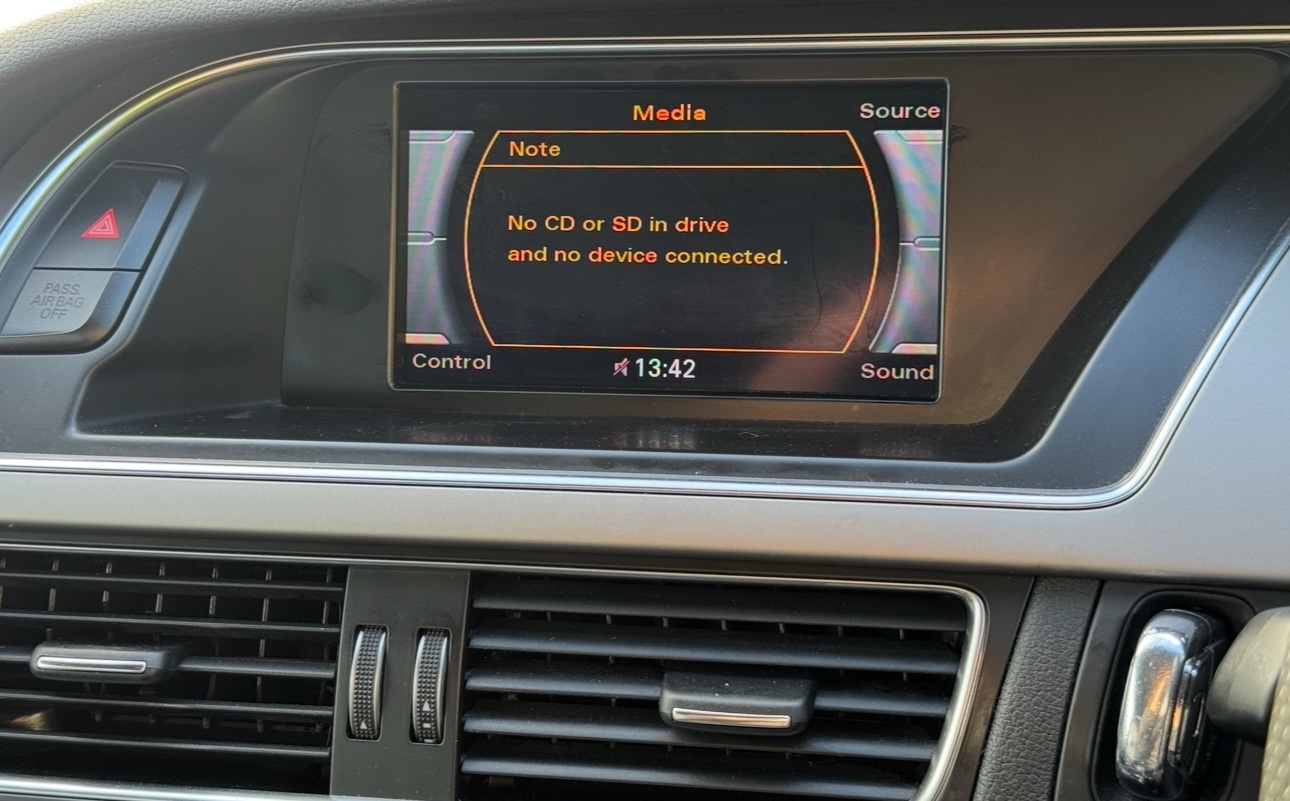 Media
Source
Note
No CD or SD in drive
and no device connected.
Control
13:42
Sound
PASS
AIR BAG
OFF